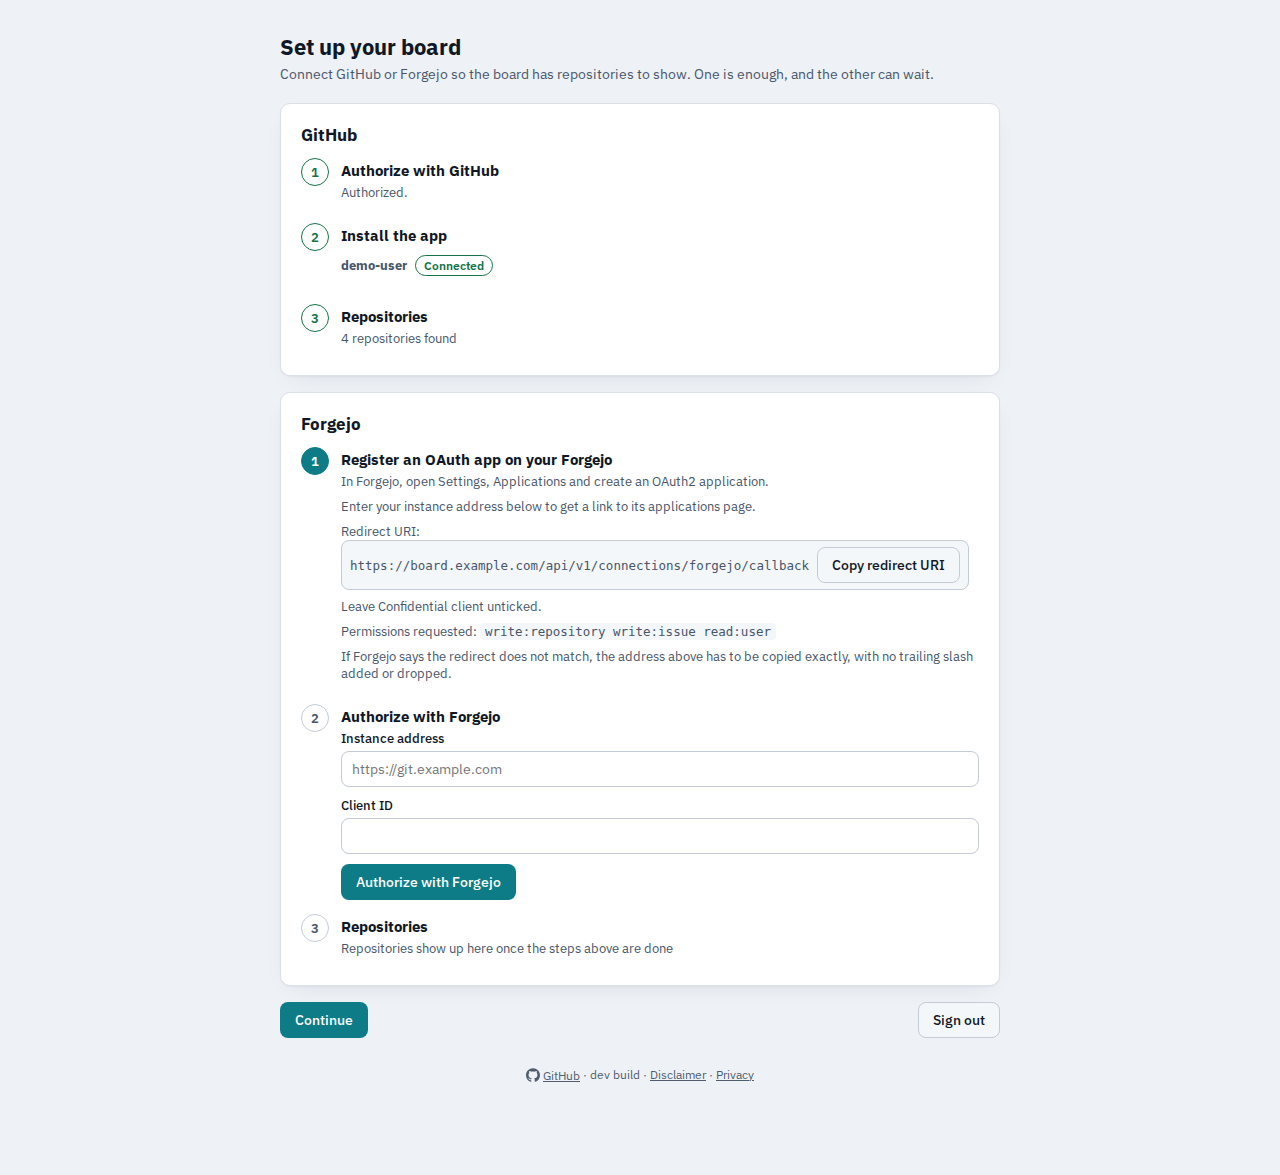 Set up your board
Connect GitHub or Forgejo so the board has repositories to show. One is enough, and the other can wait.
GitHub
1 Authorize with GitHub
Authorized.
2 Install the app
demo-user Connected
3 Repositories
4 repositories found
Forgejo
1 Register an OAuth app on your Forgejo
In Forgejo, open Settings, Applications and create an OAuth2 application.
Enter your instance address below to get a link to its applications page.
Redirect URI:
https://board.example.com/api/v1/connections/forgejo/callback Copy redirect URI
Leave Confidential client unticked.
Permissions requested: write:repository write:issue read:user
If Forgejo says the redirect does not match, the address above has to be copied exactly, with no trailing slash
added or dropped.
2 Authorize with Forgejo
Instance address
https://git.example.com
Client ID
Authorize with Forgejo
3 Repositories
Repositories show up here once the steps above are done
Continue Sign out
GitHub · dev build · Disclaimer · Privacy